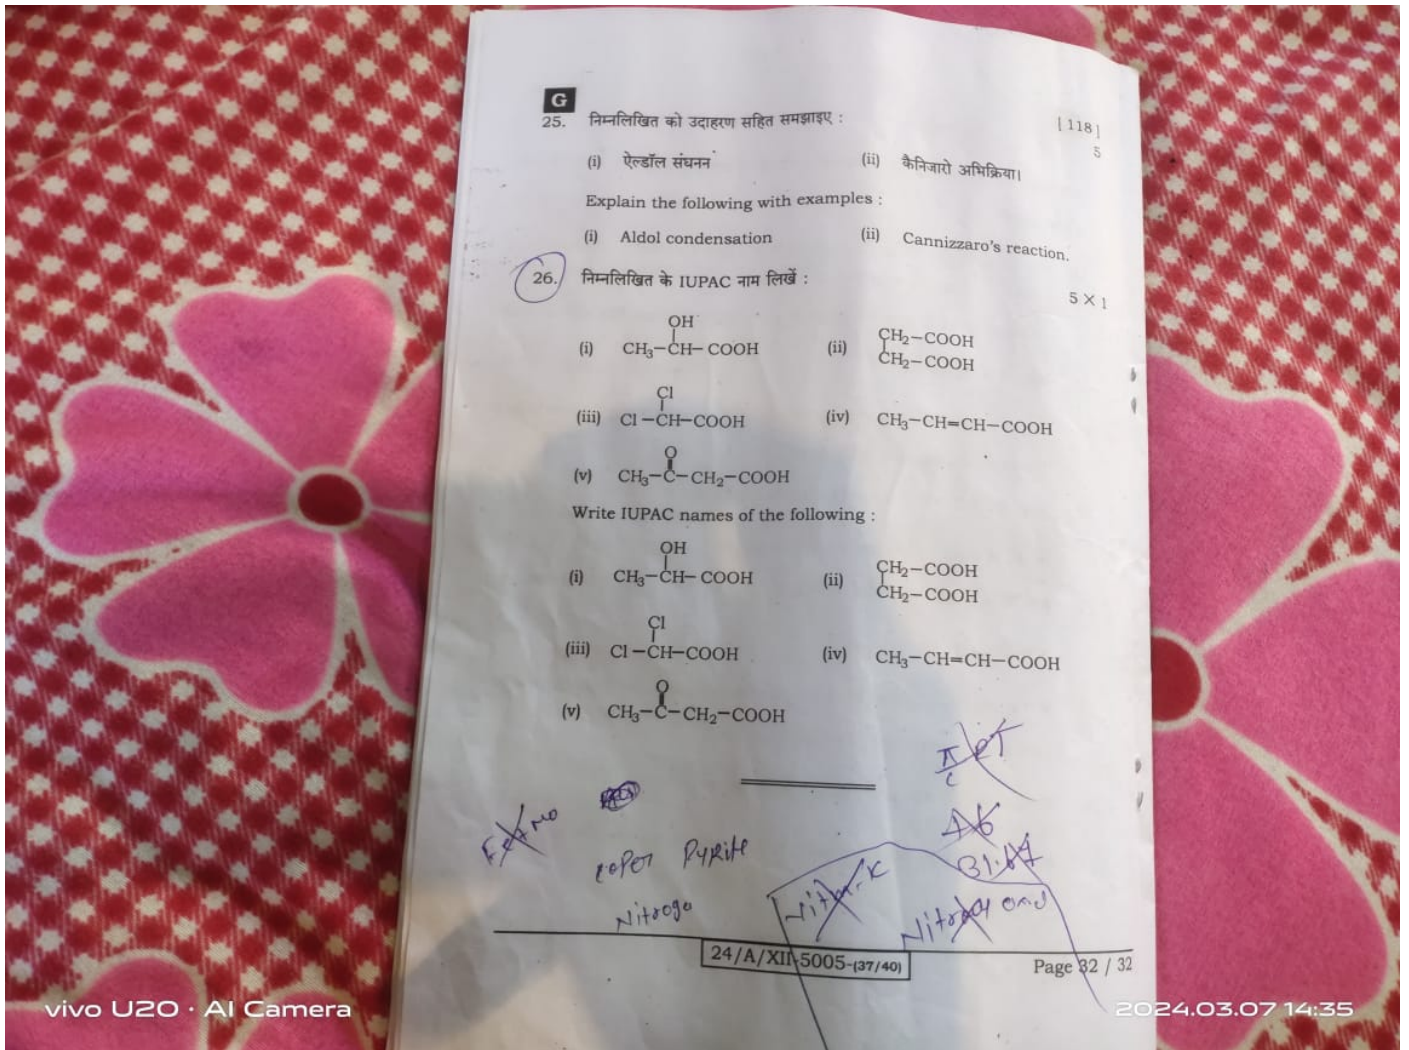 G
[ 118 ]
25. निम्नलिखित को उदाहरण सहित समझाइए :
5
(i) ऐल्डॉल संघनन (ii) कैनिजारो अभिक्रिया।
Explain the following with examples :
(i) Aldol condensation (ii) Cannizzaro's reaction.
26. निम्नलिखित के IUPAC नाम लिखें :
5 X 1
OH
(i) CH₃–CH–COOH (ii) CH₂–COOH
CH₂–COOH
Cl
(iii) Cl–CH–COOH (iv) CH₃–CH=CH–COOH
O
(v) CH₃–C–CH₂–COOH
Write IUPAC names of the following :
OH
(i) CH₃–CH–COOH (ii) CH₂–COOH
CH₂–COOH
Cl
(iii) Cl–CH–COOH (iv) CH₃–CH=CH–COOH
O
(v) CH₃–C–CH₂–COOH
coper Pyrite
Nitroge
24/A/XII-5005-(37/40)
Page 32 / 32
vivo U20 · AI Camera
2024.03.07 14:35